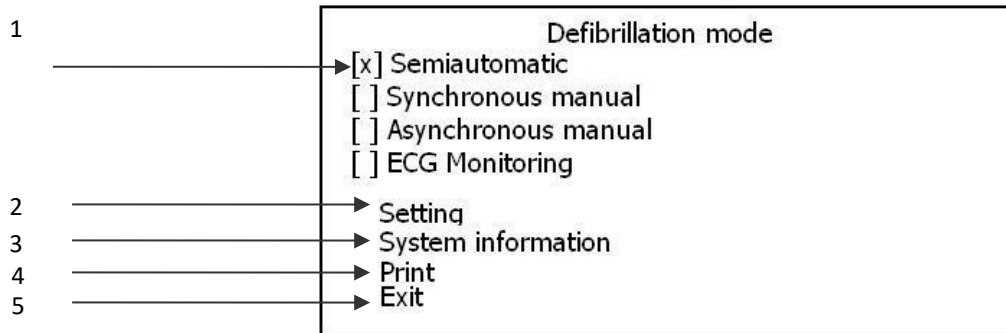 1
Defibrillation mode
[x] Semiautomatic
[ ] Synchronous manual
[ ] Asynchronous manual
[ ] ECG Monitoring
2 Setting
3 System information
4 Print
5 Exit